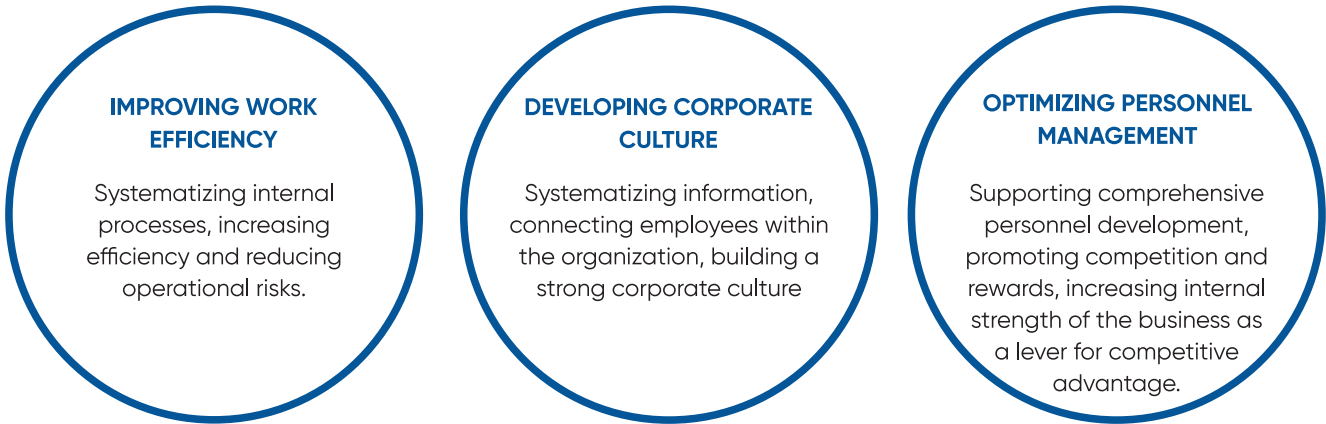 IMPROVING WORK
EFFICIENCY
Systematizing internal
processes, increasing
efficiency and reducing
operational risks.
DEVELOPING CORPORATE
CULTURE
Systematizing information,
connecting employees within
the organization, building a
strong corporate culture
OPTIMIZING PERSONNEL
MANAGEMENT
Supporting comprehensive
personnel development,
promoting competition and
rewards, increasing internal
strength of the business as
a lever for competitive
advantage.